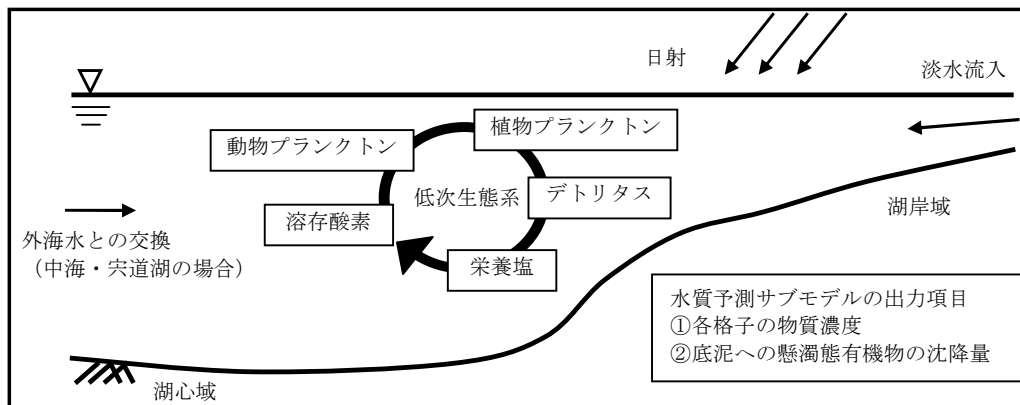 日射
淡水流入
植物プランクトン
動物プランクトン
低次生態系
デトリタス
溶存酸素
湖岸域
外海水との交換
（中海・宍道湖の場合）
栄養塩
水質予測サブモデルの出力項目
①各格子の物質濃度
②底泥への懸濁態有機物の沈降量
湖心域